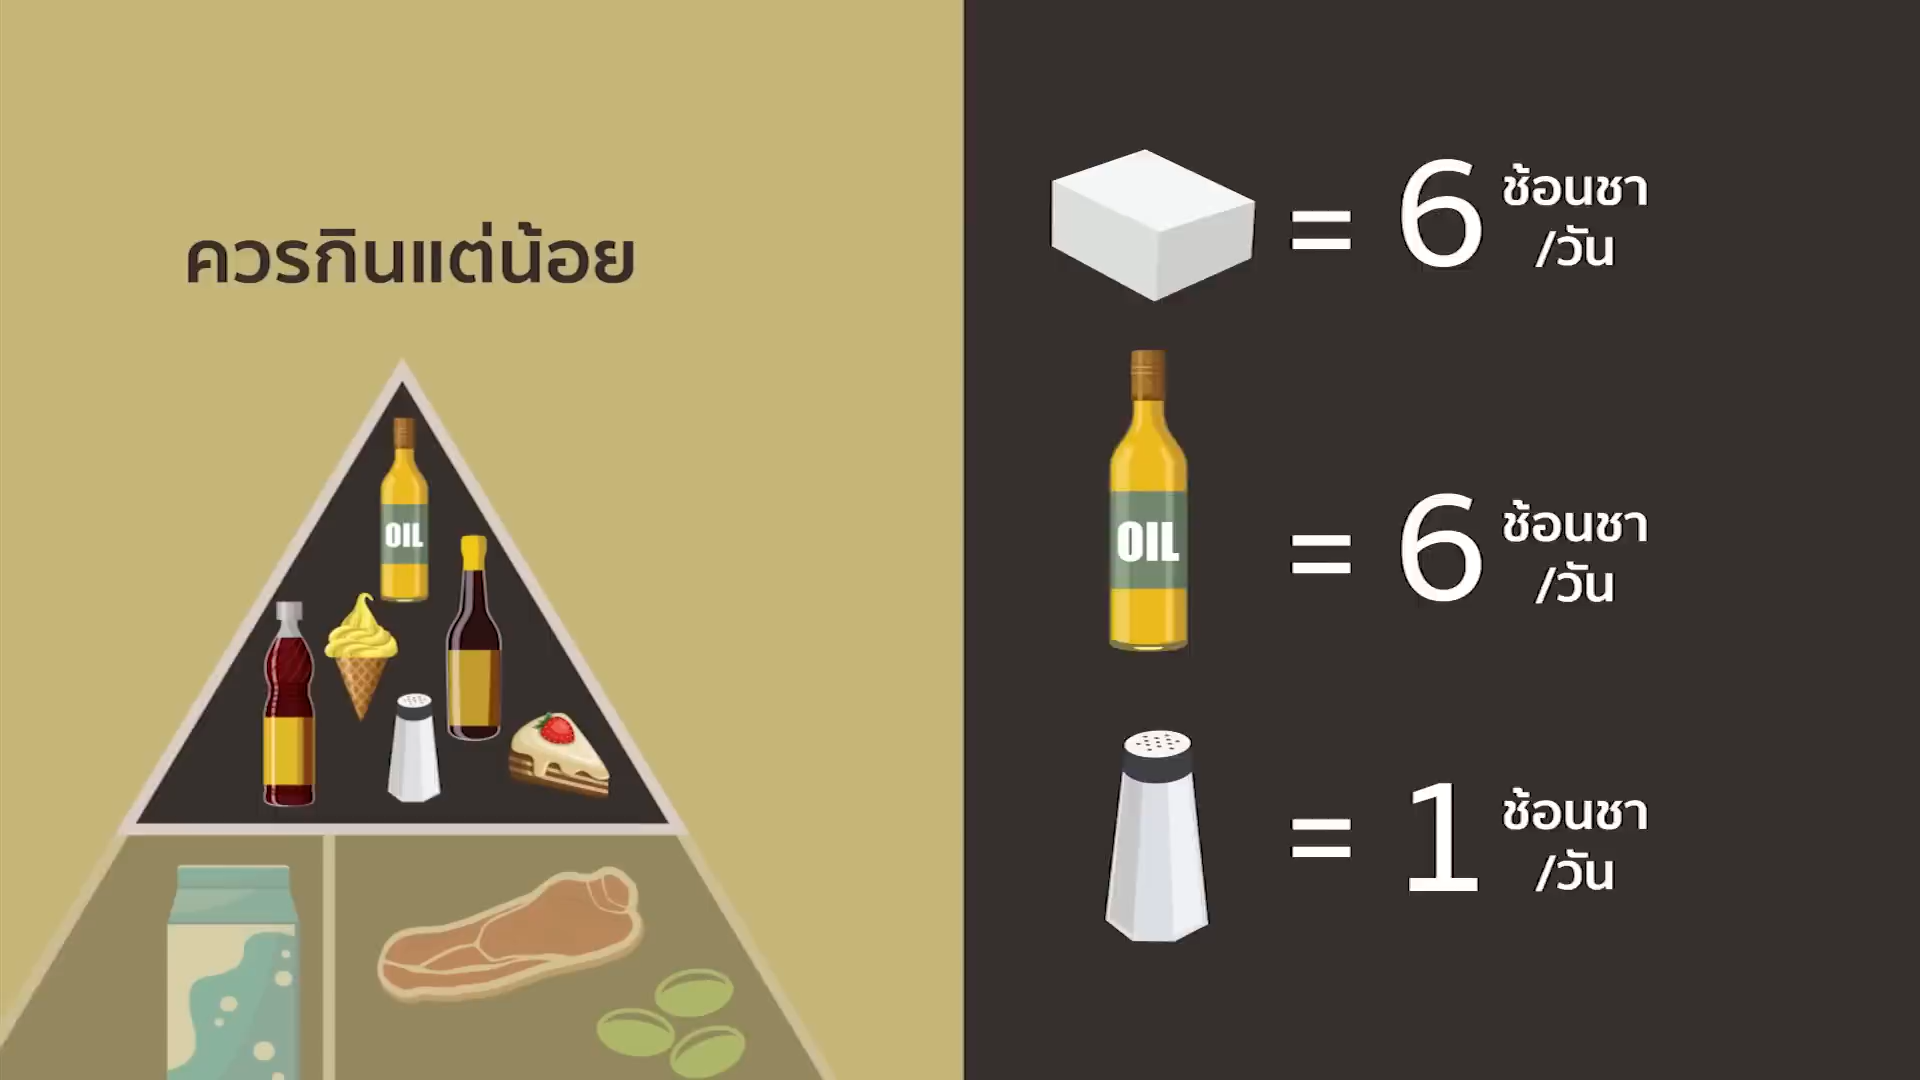 ควรกินแต่น้อย
OIL
= 6 ช้อนชา
/วัน
OIL
= 6 ช้อนชา
/วัน
= 1 ช้อนชา
/วัน